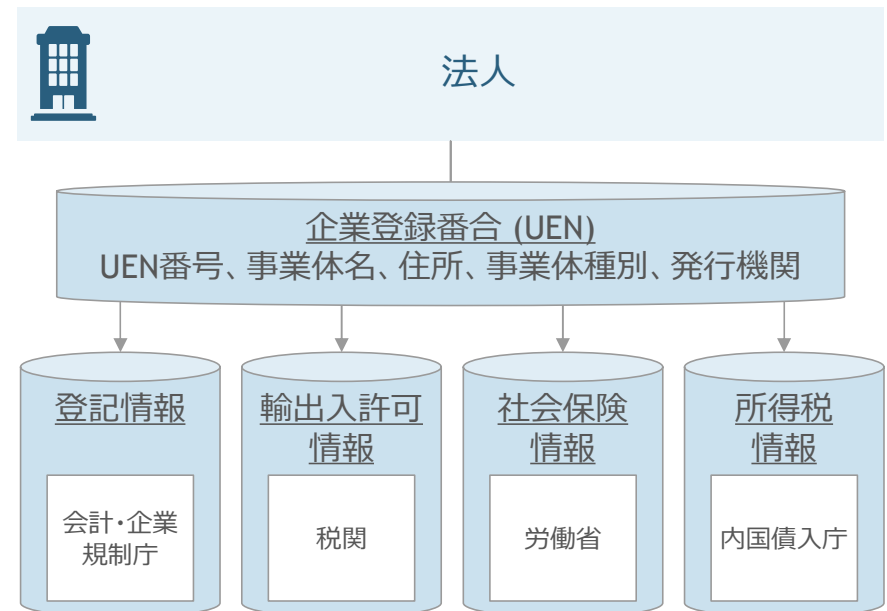 法人
企業登録番合 (UEN)
UEN番号、事業体名、住所、事業体種別、発行機関
登記情報
輸出入許可
情報
社会保険
情報
所得税
情報
会計・企業
規制庁
税関
労働省
内国債入庁